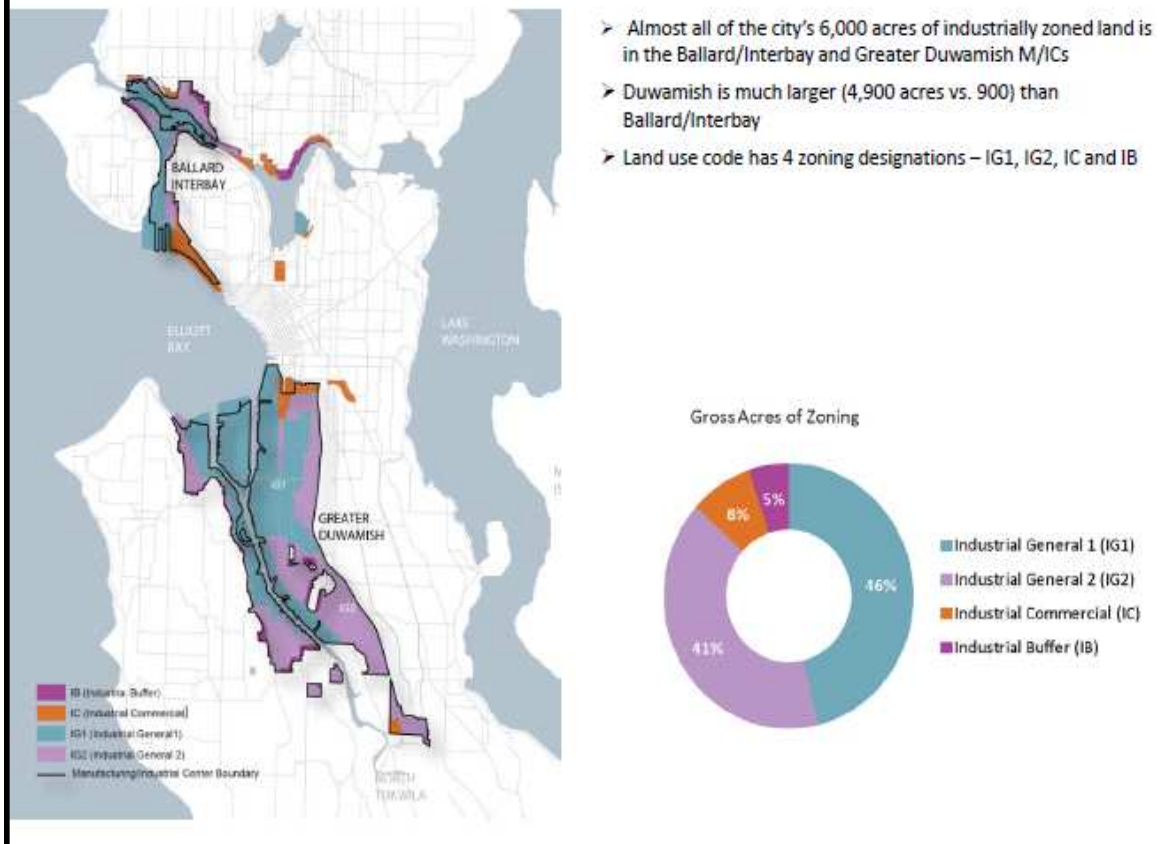 ➢ Almost all of the city's 6,000 acres of industrially zoned land is
in the Ballard/Interbay and Greater Duwamish M/ICs
➢ Duwamish is much larger (4,900 acres vs. 900) than
Ballard/Interbay
➢ Land use code has 4 zoning designations – IG1, IG2, IC and IB
BALLARD
INTERBAY
ELLIOTT
BAY
LAKE
WASHINGTON
IG1
GREATER
DUWAMISH
IG2
IB (Industrial Buffer)
IC (Industrial Commercial)
IG1 (Industrial General 1)
IG2 (Industrial General 2)
Manufacturing/Industrial Center Boundary
NORTH
TUKWILA
Gross Acres of Zoning
5%
8%
46%
41%
Industrial General 1 (IG1)
Industrial General 2 (IG2)
Industrial Commercial (IC)
Industrial Buffer (IB)